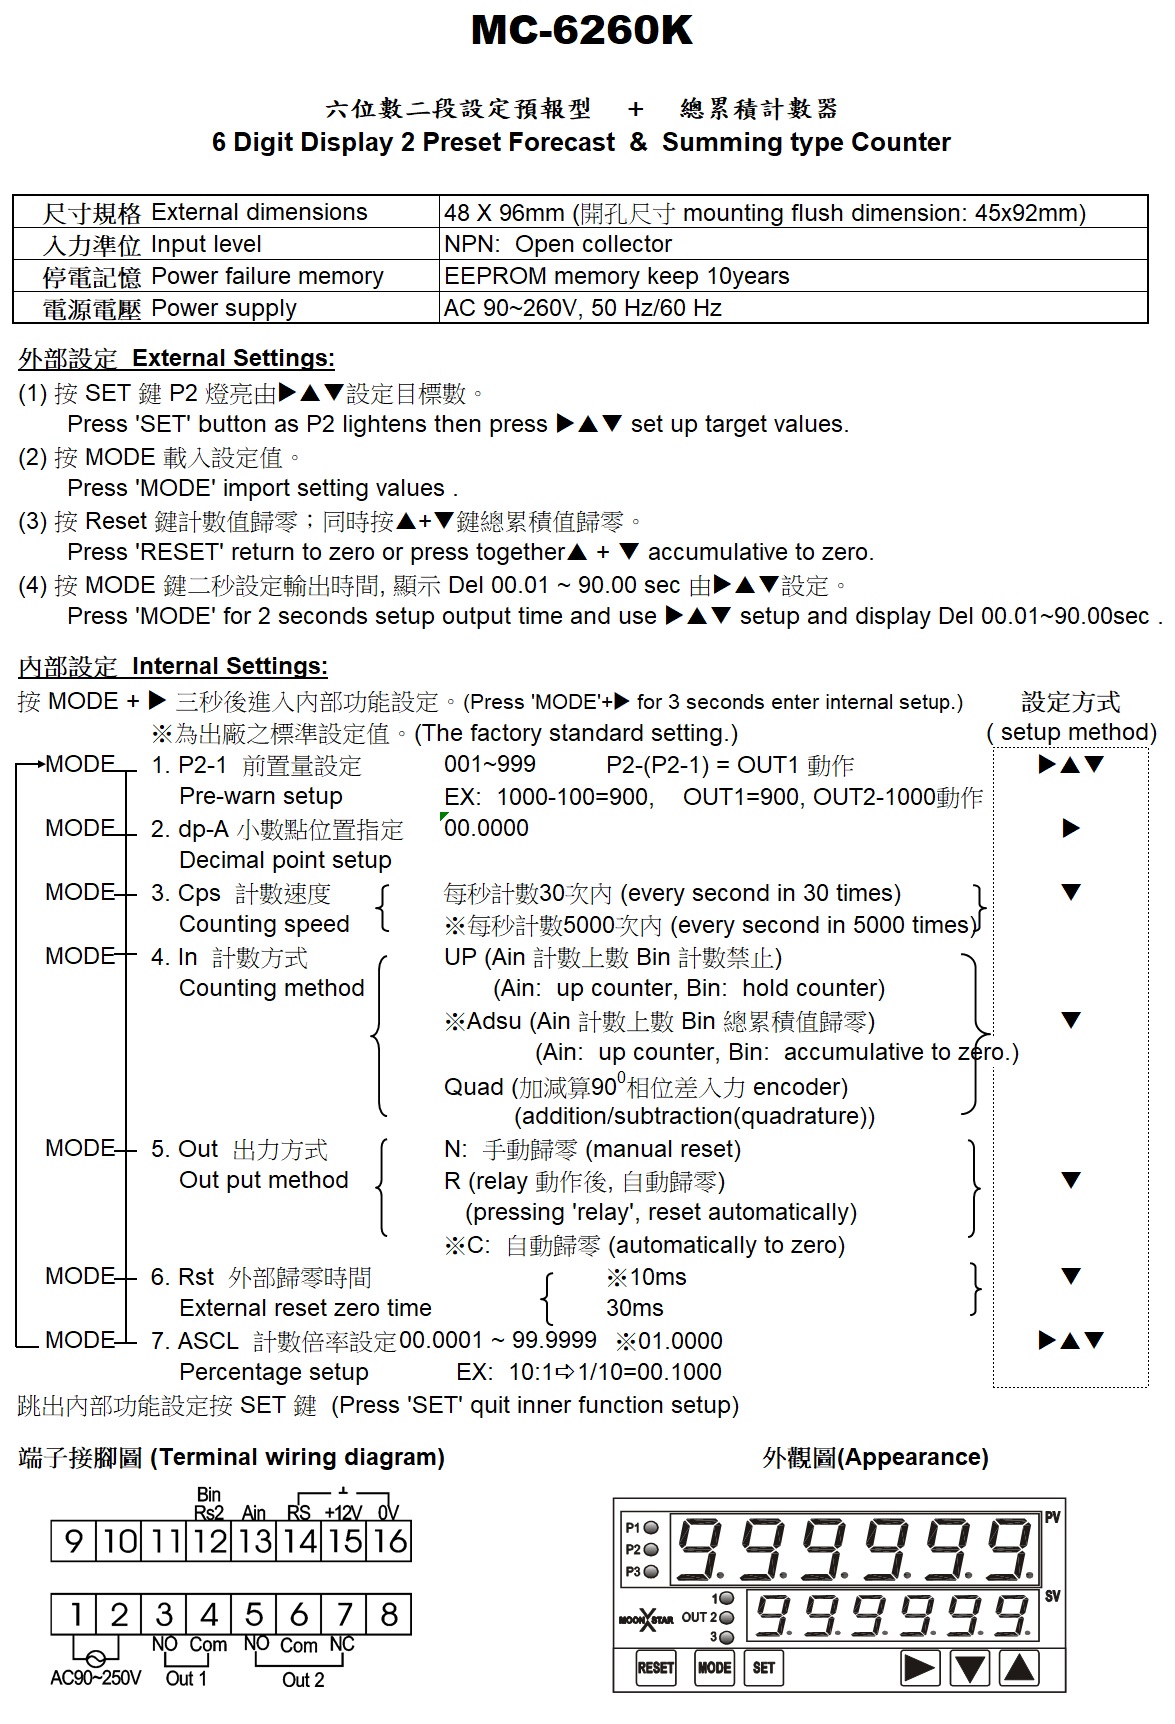 MC-6260K
六位數二段設定預報型 + 總累積計數器
6 Digit Display 2 Preset Forecast & Summing type Counter
尺寸規格 External dimensions 48 X 96mm (開孔尺寸 mounting flush dimension: 45x92mm)
入力準位 Input level NPN: Open collector
停電記憶 Power failure memory EEPROM memory keep 10years
電源電壓 Power supply AC 90~260V, 50 Hz/60 Hz
外部設定 External Settings:
(1) 按 SET 鍵 P2 燈亮由▶▲▼設定目標數。
Press 'SET' button as P2 lightens then press ▶▲▼ set up target values.
(2) 按 MODE 載入設定值。
Press 'MODE' import setting values .
(3) 按 Reset 鍵計數值歸零；同時按▲+▼鍵總累積值歸零。
Press 'RESET' return to zero or press together▲ + ▼ accumulative to zero.
(4) 按 MODE 鍵二秒設定輸出時間, 顯示 Del 00.01 ~ 90.00 sec 由▶▲▼設定。
Press 'MODE' for 2 seconds setup output time and use ▶▲▼ setup and display Del 00.01~90.00sec .
內部設定 Internal Settings:
按 MODE + ▶ 三秒後進入內部功能設定。(Press 'MODE'+▶ for 3 seconds enter internal setup.) 設定方式
※為出廠之標準設定值。(The factory standard setting.) ( setup method)
MODE 1. P2-1 前置量設定 001~999 P2-(P2-1) = OUT1 動作 ▶▲▼
Pre-warn setup EX: 1000-100=900, OUT1=900, OUT2-1000動作
MODE 2. dp-A 小數點位置指定 00.0000 ▶
Decimal point setup
MODE 3. Cps 計數速度 每秒計數30次內 (every second in 30 times) ▼
Counting speed ※每秒計數5000次內 (every second in 5000 times)
MODE 4. In 計數方式 UP (Ain 計數上數 Bin 計數禁止)
Counting method (Ain: up counter, Bin: hold counter)
※Adsu (Ain 計數上數 Bin 總累積值歸零) ▼
(Ain: up counter, Bin: accumulative to zero.)
Quad (加減算90⁰相位差入力 encoder)
(addition/subtraction(quadrature))
MODE 5. Out 出力方式 N: 手動歸零 (manual reset)
Out put method R (relay 動作後, 自動歸零) ▼
(pressing 'relay', reset automatically)
※C: 自動歸零 (automatically to zero)
MODE 6. Rst 外部歸零時間 ※10ms ▼
External reset zero time 30ms
MODE 7. ASCL 計數倍率設定00.0001 ~ 99.9999 ※01.0000 ▶▲▼
Percentage setup EX: 10:1⇨1/10=00.1000
跳出內部功能設定按 SET 鍵 (Press 'SET' quit inner function setup)
端子接腳圖 (Terminal wiring diagram) 外觀圖(Appearance)
Bin
Rs2 Ain RS +12V 0V
9 10 11 12 13 14 15 16
1 2 3 4 5 6 7 8
NO Com NO Com NC
AC90~250V Out 1 Out 2
P1 P2 P3 9.9.9.9.9.9. PV
MOON X STAR OUT 1 2 3 9.9.9.9.9.9. SV
RESET MODE SET ▶ ▼ ▲